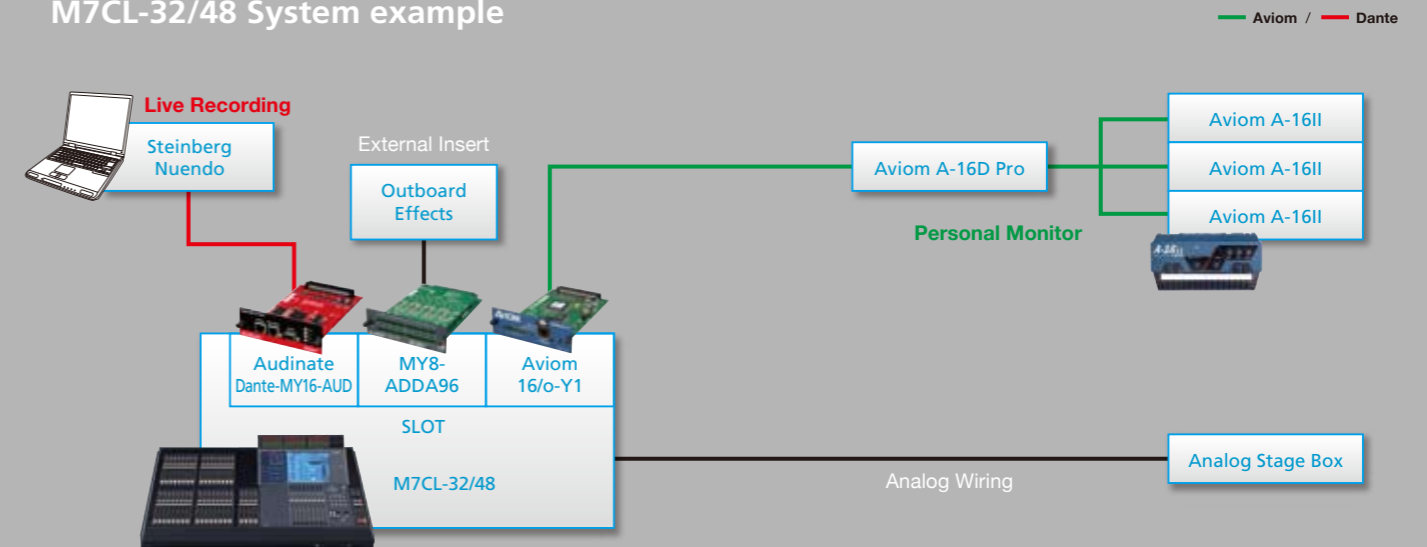 M7CL-32/48 System example
Aviom / Dante
Live Recording
Steinberg
Nuendo
External Insert
Outboard
Effects
Aviom A-16D Pro
Aviom A-16II
Aviom A-16II
Aviom A-16II
Personal Monitor
A-16II
Audinate
Dante-MY16-AUD
MY8-
ADDA96
Aviom
16/o-Y1
SLOT
M7CL-32/48
Analog Wiring
Analog Stage Box